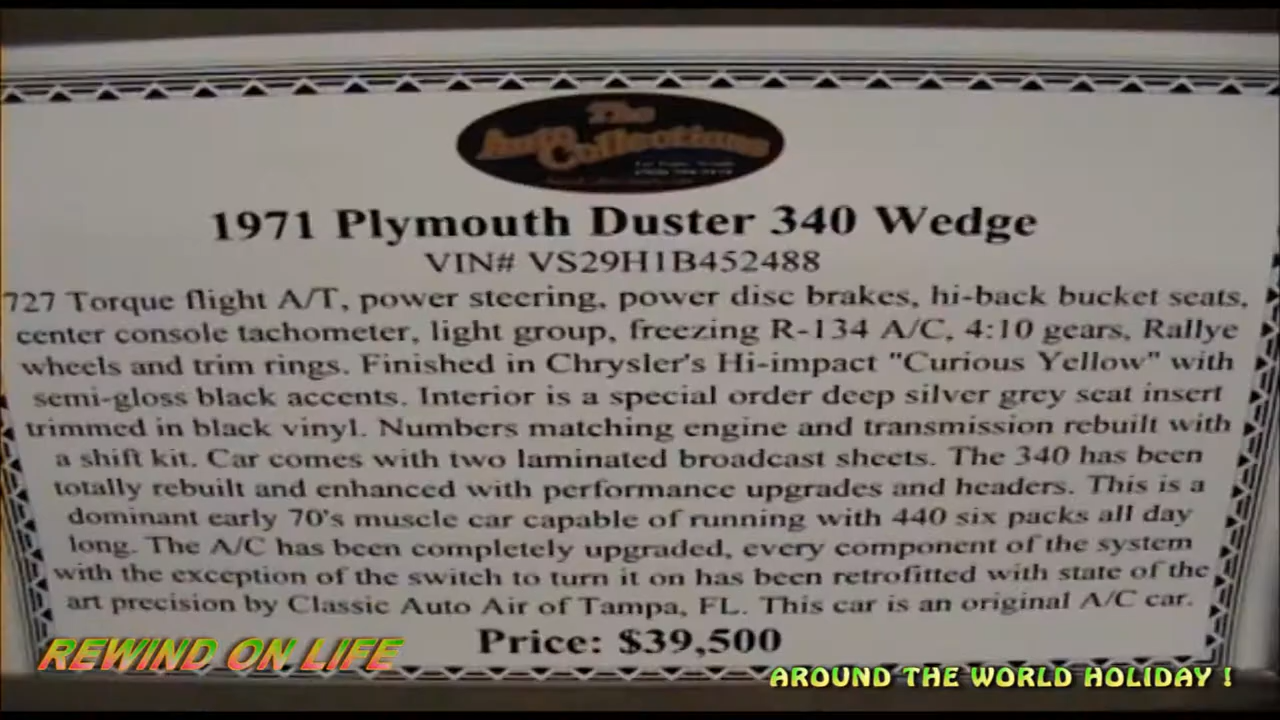 The
Auto
Collections
1971 Plymouth Duster 340 Wedge
VIN# VS29H1B452488
727 Torque flight A/T, power steering, power disc brakes, hi-back bucket seats,
center console tachometer, light group, freezing R-134 A/C, 4:10 gears, Rallye
wheels and trim rings. Finished in Chrysler's Hi-impact "Curious Yellow" with
semi-gloss black accents. Interior is a special order deep silver grey seat insert
trimmed in black vinyl. Numbers matching engine and transmission rebuilt with
a shift kit. Car comes with two laminated broadcast sheets. The 340 has been
totally rebuilt and enhanced with performance upgrades and headers. This is a
dominant early 70's muscle car capable of running with 440 six packs all day
long. The A/C has been completely upgraded, every component of the system
with the exception of the switch to turn it on has been retrofitted with state of the
art precision by Classic Auto Air of Tampa, FL. This car is an original A/C car.
Price: $39,500
REWIND ON LIFE
AROUND THE WORLD HOLIDAY !